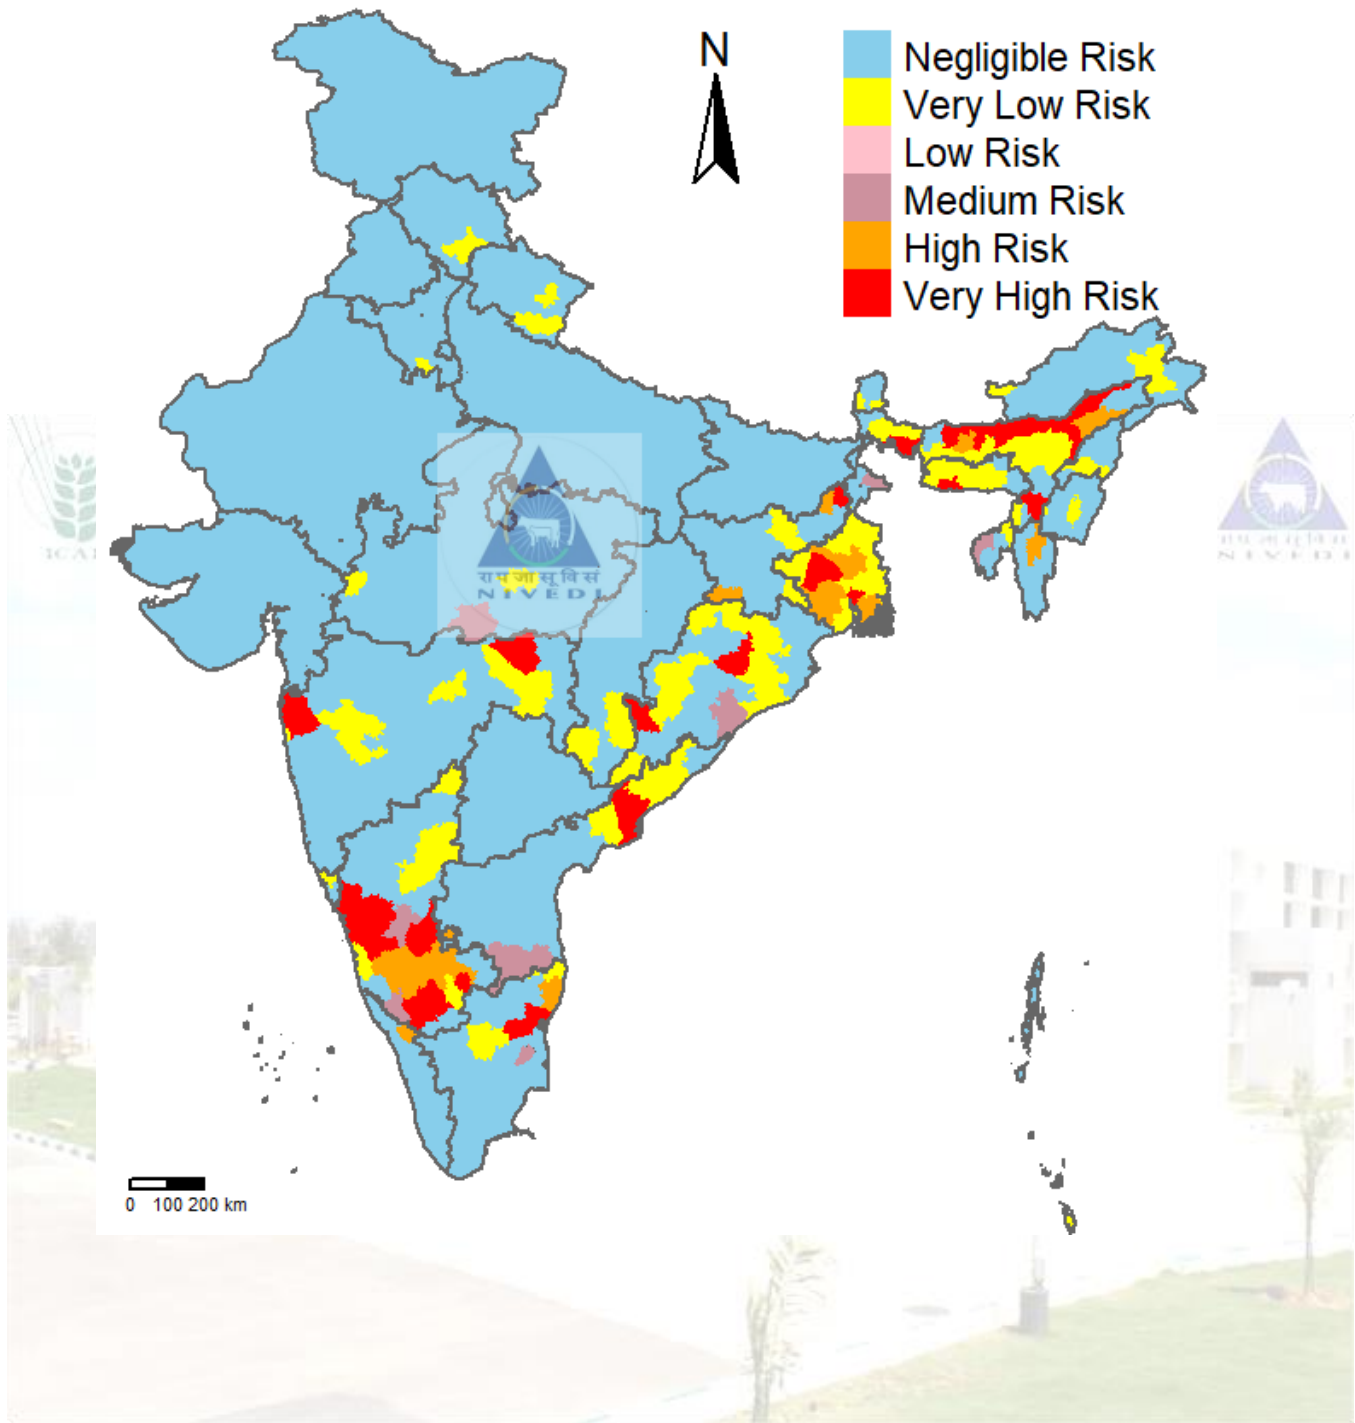 N
Negligible Risk
Very Low Risk
Low Risk
Medium Risk
High Risk
Very High Risk
राप जो सू वि सं
NIVEDI
NIVEDI
0 100 200 km